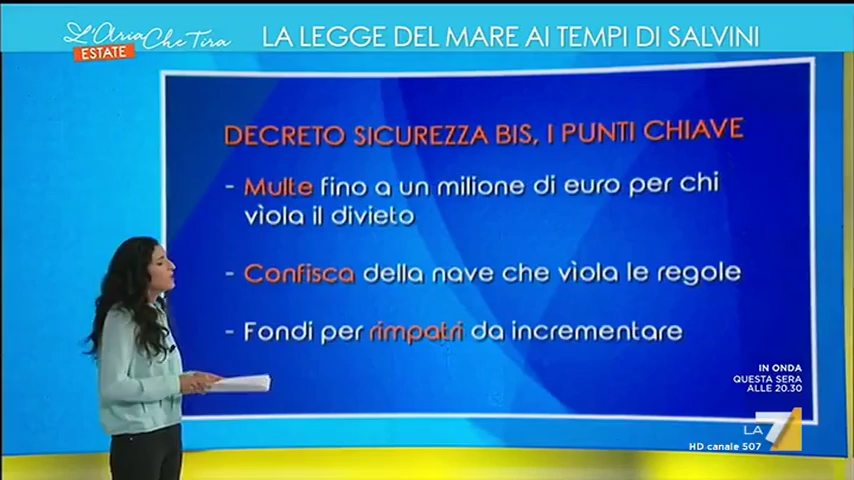 L'Aria Che Tira
ESTATE
LA LEGGE DEL MARE AI TEMPI DI SALVINI
DECRETO SICUREZZA BIS, I PUNTI CHIAVE
- Multe fino a un milione di euro per chi
vìola il divieto
- Confisca della nave che vìola le regole
- Fondi per rimpatri da incrementare
IN ONDA
QUESTA SERA
ALLE 20.30
LA 7
HD canale 507